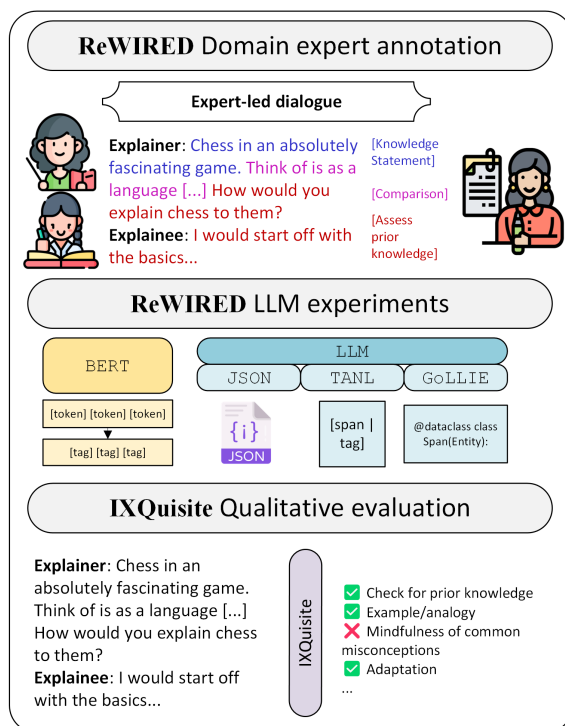 ReWIRED Domain expert annotation
Expert-led dialogue
Explainer: Chess in an absolutely
fascinating game. Think of is as a
language [...] How would you
explain chess to them?
Explainee: I would start off with
the basics...
[Knowledge
Statement]
[Comparison]
[Assess
prior
knowledge]
ReWIRED LLM experiments
BERT
[token] [token] [token]
[tag] [tag] [tag]
LLM
JSON
TANL
GoLLIE
{i}
JSON
[span |
tag]
@dataclass class
Span(Entity):
IXQuisite Qualitative evaluation
Explainer: Chess in an
absolutely fascinating game.
Think of is as a language [...]
How would you explain chess
to them?
Explainee: I would start off
with the basics...
IXQuisite
✅ Check for prior knowledge
✅ Example/analogy
❌ Mindfulness of common
misconceptions
✅ Adaptation
...